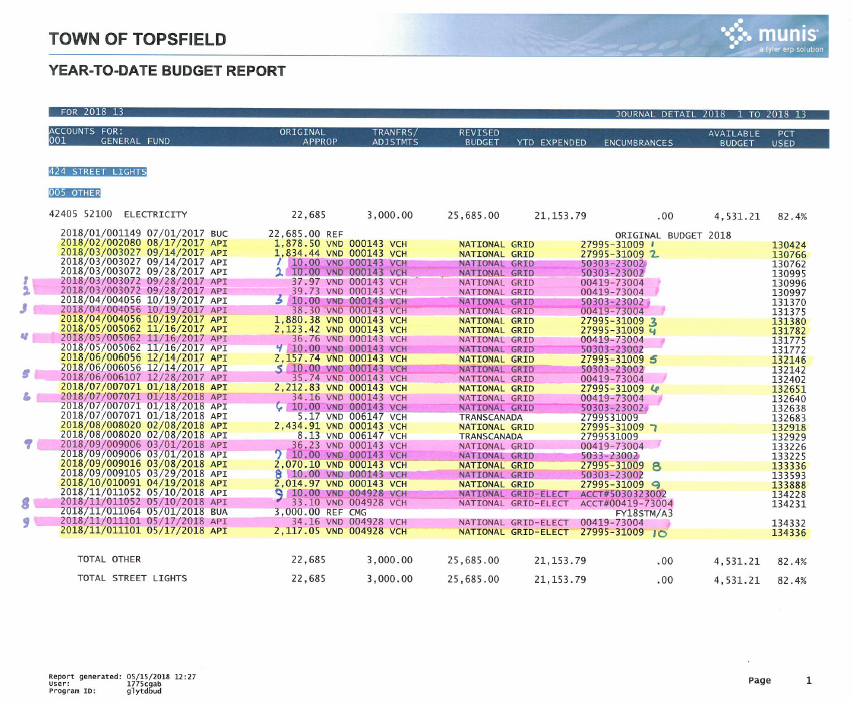 TOWN OF TOPSFIELD
munis
a tyler erp solution
YEAR-TO-DATE BUDGET REPORT
FOR 2018 13 JOURNAL DETAIL 2018 1 TO 2018 13
ACCOUNTS FOR: ORIGINAL TRANFRS/ REVISED AVAILABLE PCT
001 GENERAL FUND APPROP ADJSTMTS BUDGET YTD EXPENDED ENCUMBRANCES BUDGET USED
424 STREET LIGHTS
005 OTHER
42405 52100 ELECTRICITY 22,685 3,000.00 25,685.00 21,153.79 .00 4,531.21 82.4%
2018/01/001149 07/01/2017 BUC 22,685.00 REF ORIGINAL BUDGET 2018
2018/02/002080 08/17/2017 API 1,878.50 VND 000143 VCH NATIONAL GRID 27995-31009 1 130424
2018/03/003027 09/14/2017 API 1,834.44 VND 000143 VCH NATIONAL GRID 27995-31009 2 130766
2018/03/003027 09/14/2017 API 1 10.00 VND 000143 VCH NATIONAL GRID 50303-23002 130762
2018/03/003072 09/28/2017 API 2 10.00 VND 000143 VCH NATIONAL GRID 50303-23002 130995
1 2018/03/003072 09/28/2017 API 37.97 VND 000143 VCH NATIONAL GRID 00419-73004 130996
2 2018/03/003072 09/28/2017 API 39.73 VND 000143 VCH NATIONAL GRID 00419-73004 130997
2018/04/004056 10/19/2017 API 3 10.00 VND 000143 VCH NATIONAL GRID 50303-23002 131370
3 2018/04/004056 10/19/2017 API 38.30 VND 000143 VCH NATIONAL GRID 00419-73004 131375
2018/04/004056 10/19/2017 API 1,880.38 VND 000143 VCH NATIONAL GRID 27995-31009 3 131380
2018/05/005062 11/16/2017 API 2,123.42 VND 000143 VCH NATIONAL GRID 27995-31009 4 131782
4 2018/05/005062 11/16/2017 API 36.76 VND 000143 VCH NATIONAL GRID 00419-73004 131775
2018/05/005062 11/16/2017 API 4 10.00 VND 000143 VCH NATIONAL GRID 50303-23002 131772
2018/06/006056 12/14/2017 API 2,157.74 VND 000143 VCH NATIONAL GRID 27995-31009 5 132146
2018/06/006056 12/14/2017 API 5 10.00 VND 000143 VCH NATIONAL GRID 50303-23002 132142
5 2018/06/006107 12/28/2017 API 35.74 VND 000143 VCH NATIONAL GRID 00419-73004 132402
2018/07/007071 01/18/2018 API 2,212.83 VND 000143 VCH NATIONAL GRID 27995-31009 6 132651
6 2018/07/007071 01/18/2018 API 34.16 VND 000143 VCH NATIONAL GRID 00419-73004 132640
2018/07/007071 01/18/2018 API 6 10.00 VND 000143 VCH NATIONAL GRID 50303-23002 132638
2018/07/007071 01/18/2018 API 5.17 VND 006147 VCH TRANSCANADA 2799531009 132683
2018/08/008020 02/08/2018 API 2,434.91 VND 000143 VCH NATIONAL GRID 27995-31009 7 132918
2018/08/008020 02/08/2018 API 8.13 VND 006147 VCH TRANSCANADA 2799531009 132929
7 2018/09/009006 03/01/2018 API 36.23 VND 000143 VCH NATIONAL GRID 00419-73004 133226
2018/09/009006 03/01/2018 API 7 10.00 VND 000143 VCH NATIONAL GRID 5033-23002 133225
2018/09/009016 03/08/2018 API 2,070.10 VND 000143 VCH NATIONAL GRID 27995-31009 8 133336
2018/09/009105 03/29/2018 API 8 10.00 VND 000143 VCH NATIONAL GRID 50303-23002 133593
2018/10/010091 04/19/2018 API 2,014.97 VND 000143 VCH NATIONAL GRID 27995-31009 9 133888
2018/11/011052 05/10/2018 API 9 10.00 VND 004928 VCH NATIONAL GRID-ELECT ACCT#5030323002 134228
8 2018/11/011052 05/10/2018 API 33.10 VND 004928 VCH NATIONAL GRID-ELECT ACCT#00419-73004 134231
2018/11/011064 05/01/2018 BUA 3,000.00 REF CMG FY18STM/A3
9 2018/11/011101 05/17/2018 API 34.16 VND 004928 VCH NATIONAL GRID-ELECT 00419-73004 134332
2018/11/011101 05/17/2018 API 2,117.05 VND 004928 VCH NATIONAL GRID-ELECT 27995-31009 10 134336
TOTAL OTHER 22,685 3,000.00 25,685.00 21,153.79 .00 4,531.21 82.4%
TOTAL STREET LIGHTS 22,685 3,000.00 25,685.00 21,153.79 .00 4,531.21 82.4%
Report generated: 05/15/2018 12:27
User: 1775cgab
Program ID: glytdbud
Page 1